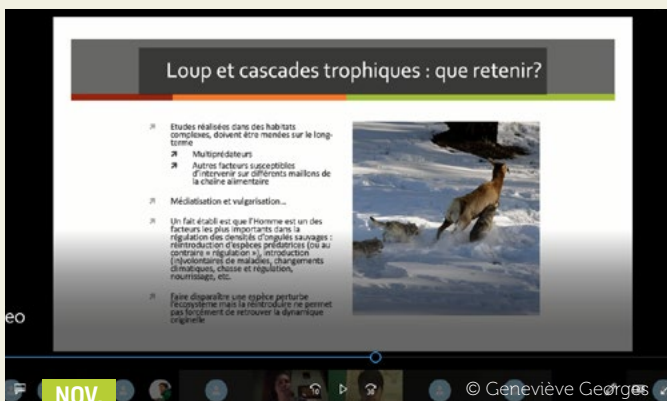 Loup et cascades trophiques : que retenir?
Etudes réalisées dans des habitats
complexes, doivent être menées sur le long-
terme
Multiprédateurs
Autres facteurs susceptibles
d'intervenir sur différents maillons de
la chaîne alimentaire
Médiatisation et vulgarisation...
Un fait établi est que l'Homme est un des
facteurs les plus importants dans la
régulation des densités d'ongulés sauvages :
réintroduction d'espèces prédatrices (ou au
contraire « régulation »), introduction
(in)volontaires de maladies, changements
climatiques, chasse et régulation,
nourrissage, etc.
Faire disparaître une espèce perturbe
l'écosystème mais la réintroduire ne permet
pas forcément de retrouver la dynamique
originelle
eo
10
30
NOV.
© Geneviève Georges